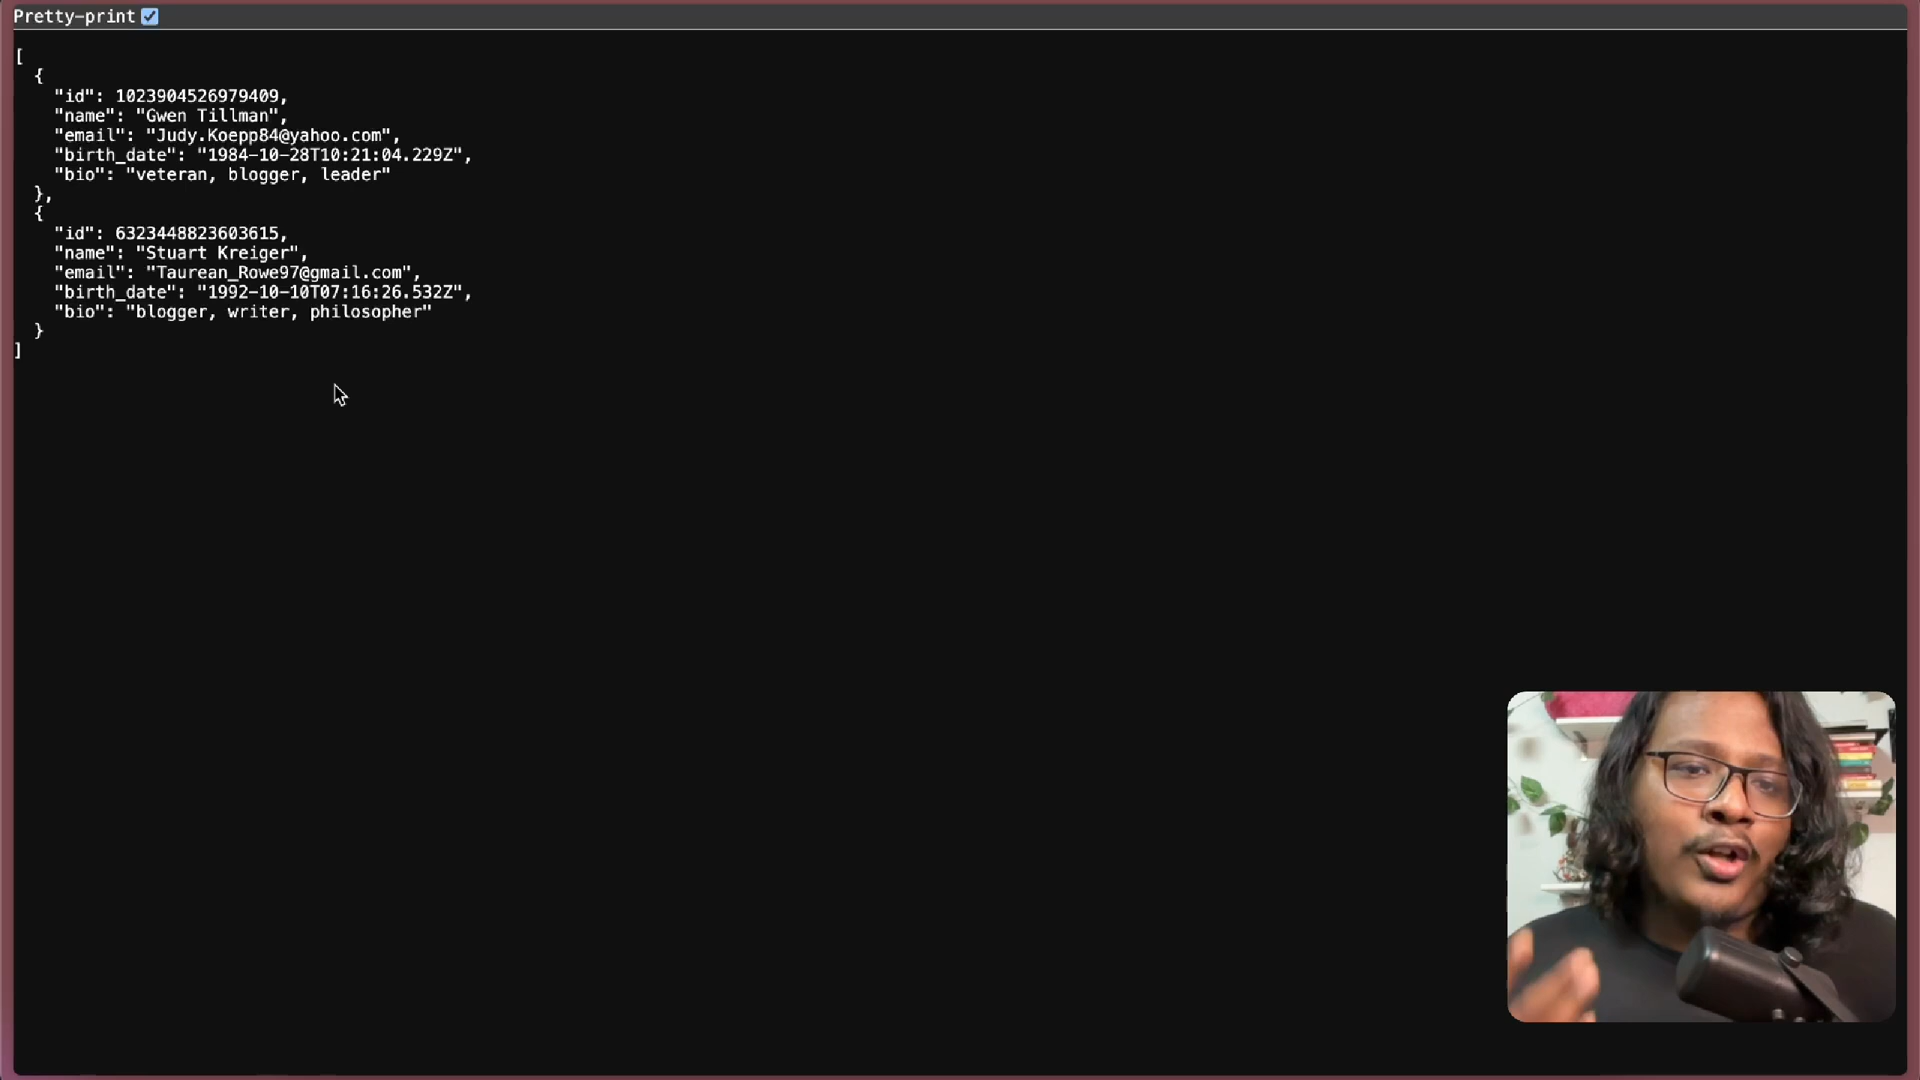 Pretty-print
[
  {
    "id": 1023904526979409,
    "name": "Gwen Tillman",
    "email": "Judy.Koepp84@yahoo.com",
    "birth_date": "1984-10-28T10:21:04.229Z",
    "bio": "veteran, blogger, leader"
  },
  {
    "id": 6323448823603615,
    "name": "Stuart Kreiger",
    "email": "Taurean_Rowe97@gmail.com",
    "birth_date": "1992-10-10T07:16:26.532Z",
    "bio": "blogger, writer, philosopher"
  }
]